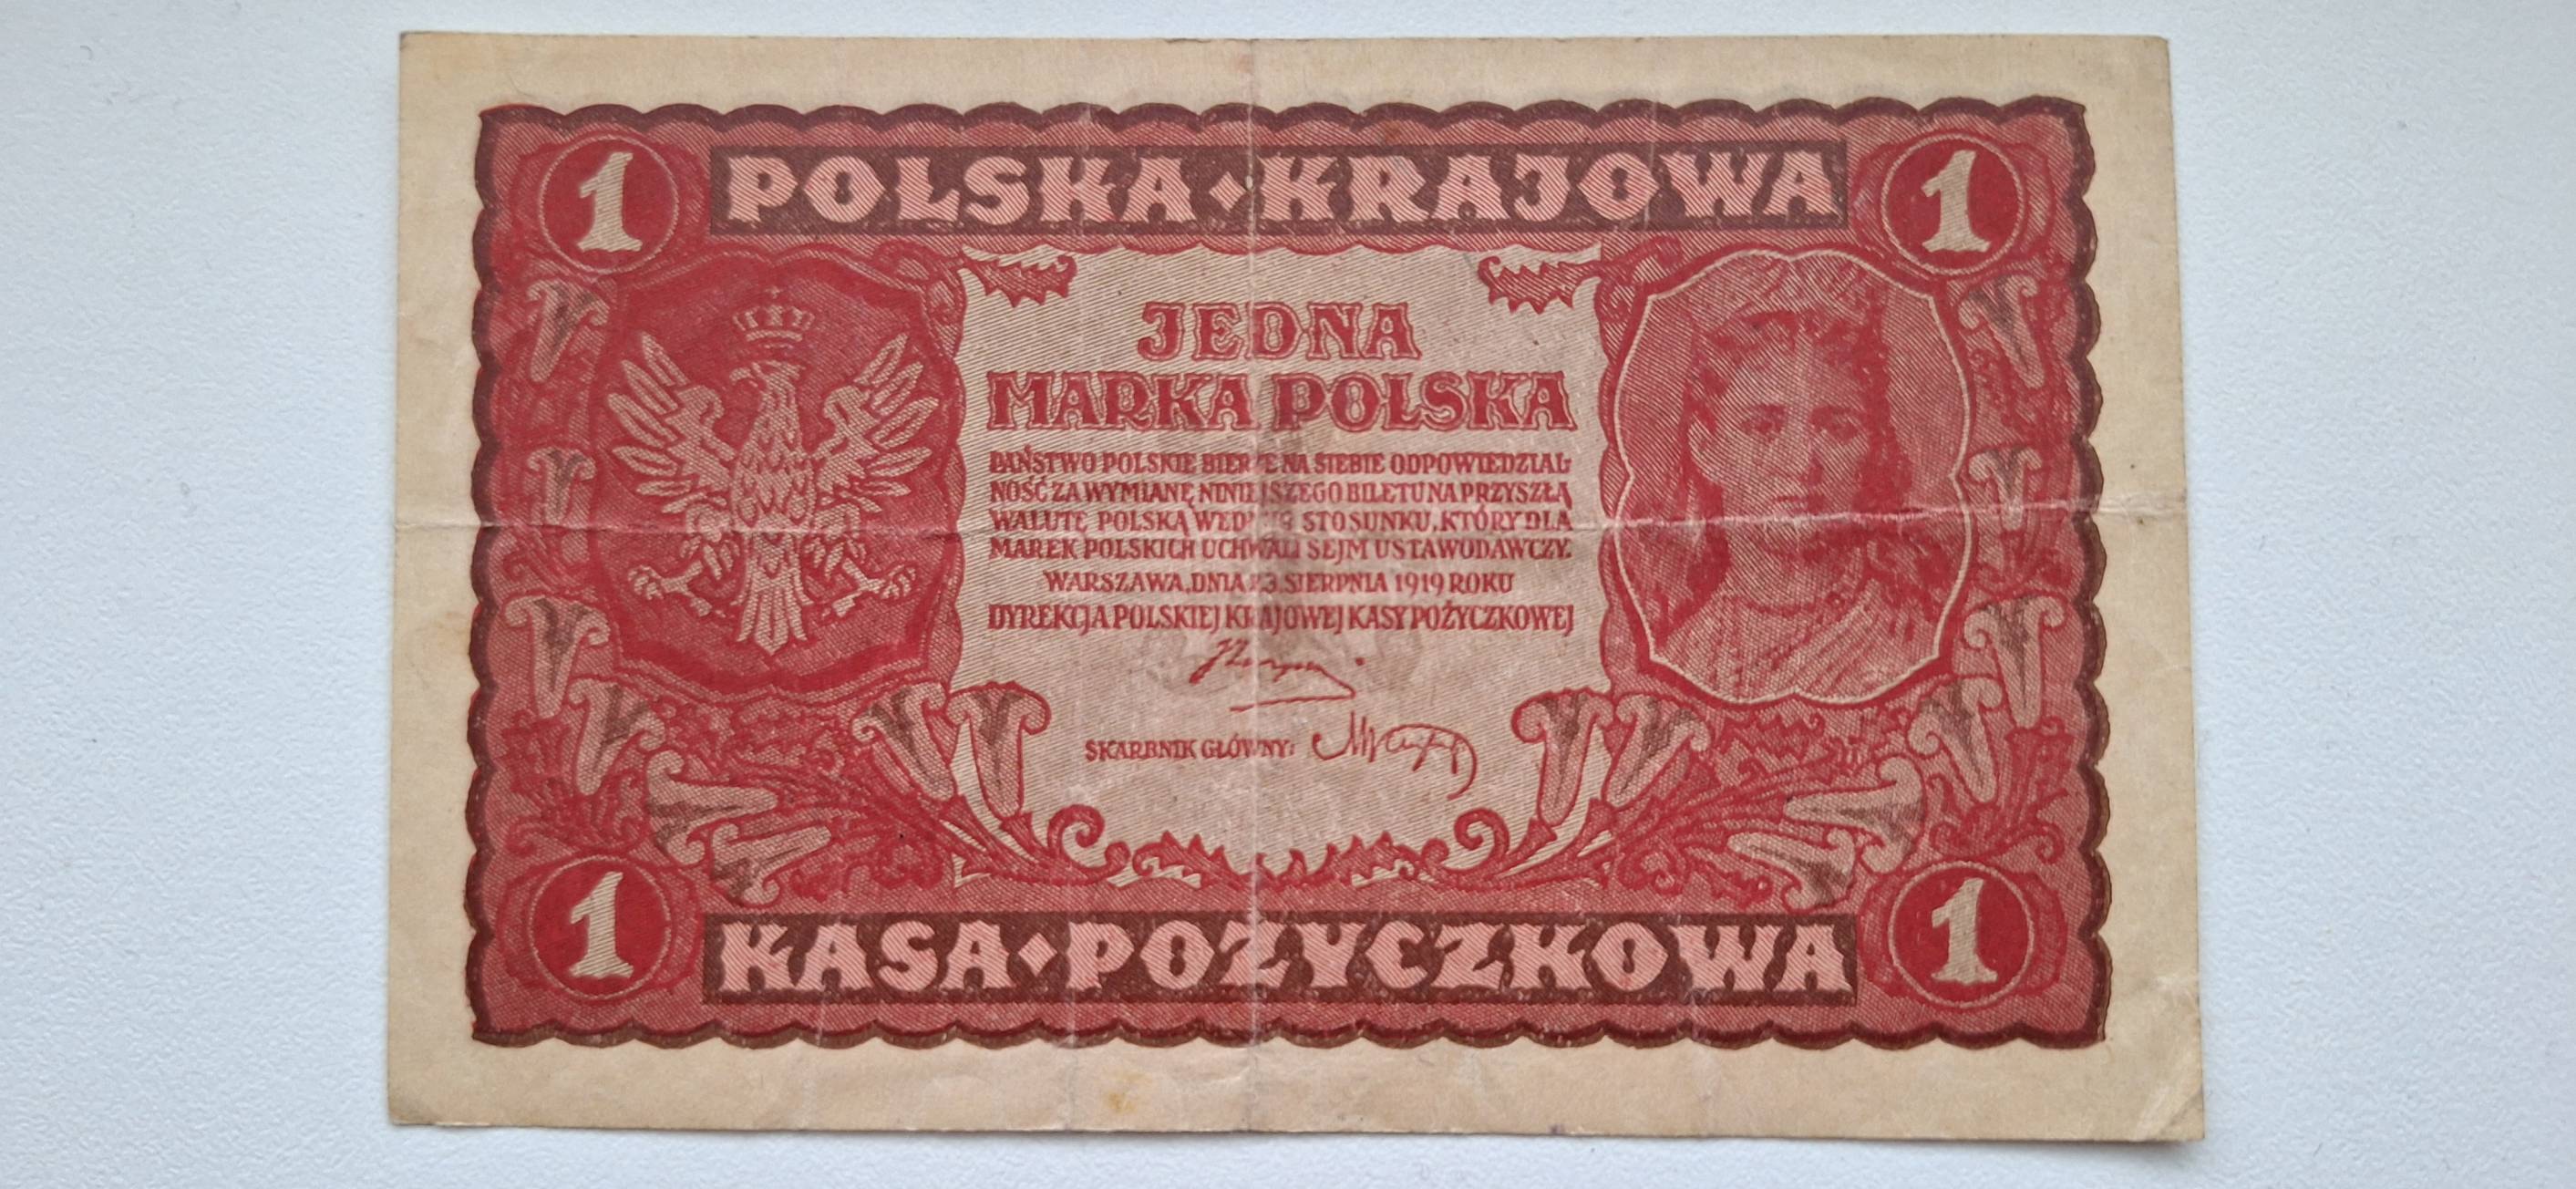 1 POLSKA • KRAJOWA 1
JEDNA
MARKA POLSKA
PAŃSTWO POLSKIE BIERZE NA SIEBIE ODPOWIEDZIAL-
NOŚĆ ZA WYMIANĘ NINIEJSZEGO BILETU NA PRZYSZŁĄ
WALUTĘ POLSKĄ WEDŁUG STOSUNKU, KTÓRY DLA
MAREK POLSKICH UCHWALI SEJM USTAWODAWCZY.
WARSZAWA, DNIA 23 SIERPNIA 1919 ROKU
DYREKCJA POLSKIEJ KRAJOWEJ KASY POŻYCZKOWEJ
SKARBNIK GŁÓWNY:
1 KASA • POŻYCZKOWA 1